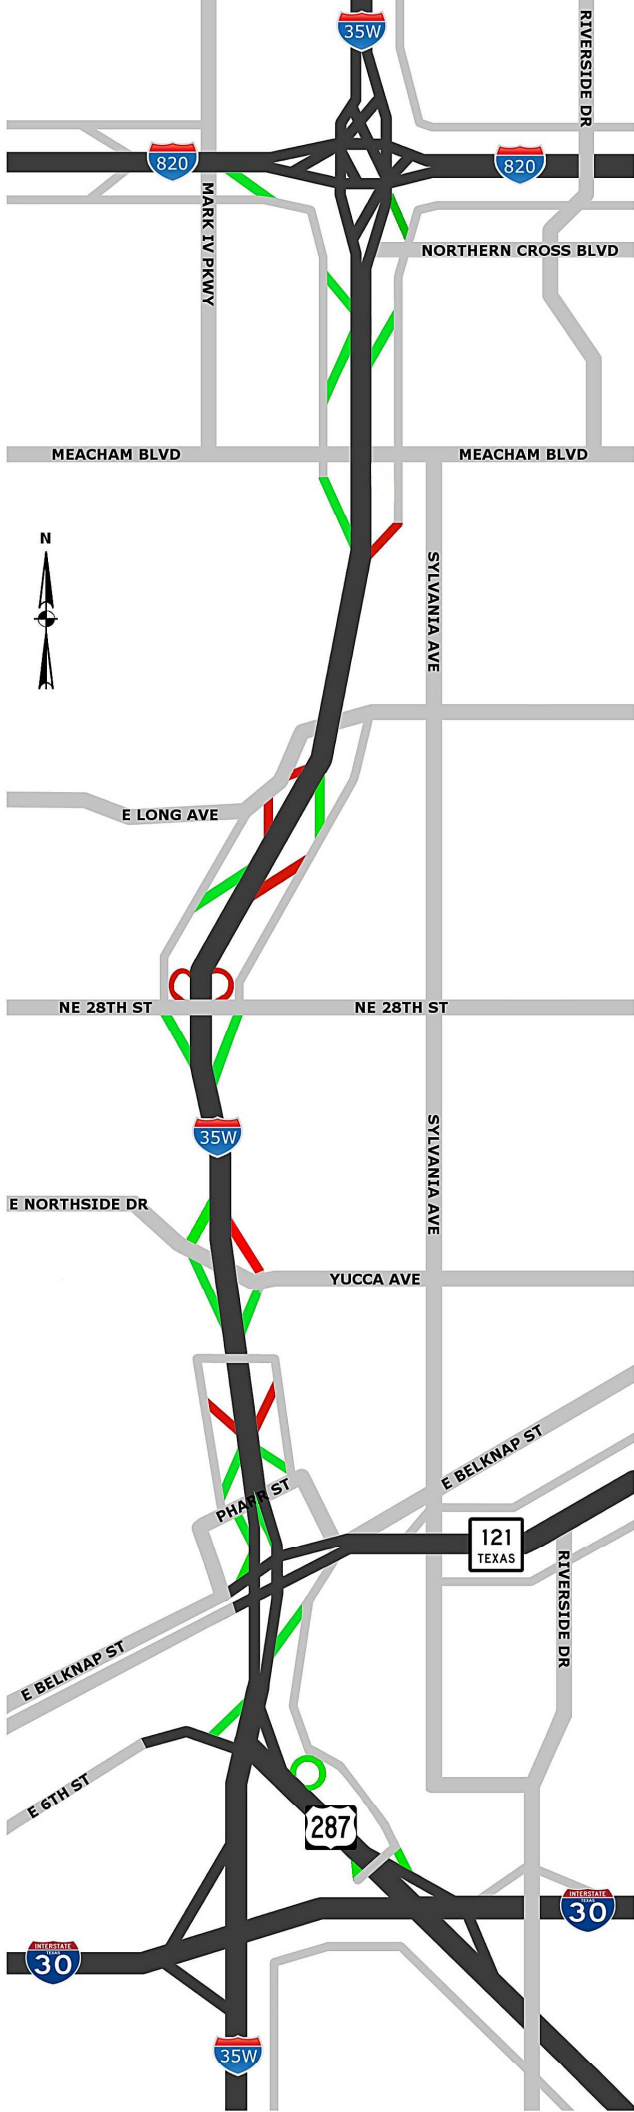 35W
RIVERSIDE DR
820
820
MARK IV PKWY
NORTHERN CROSS BLVD
MEACHAM BLVD
MEACHAM BLVD
N
SYLVANIA AVE
E LONG AVE
NE 28TH ST
NE 28TH ST
35W
SYLVANIA AVE
E NORTHSIDE DR
YUCCA AVE
E BELKNAP ST
PHARR ST
121
TEXAS
RIVERSIDE DR
E BELKNAP ST
E 6TH ST
287
INTERSTATE
TEXAS
30
INTERSTATE
TEXAS
30
35W